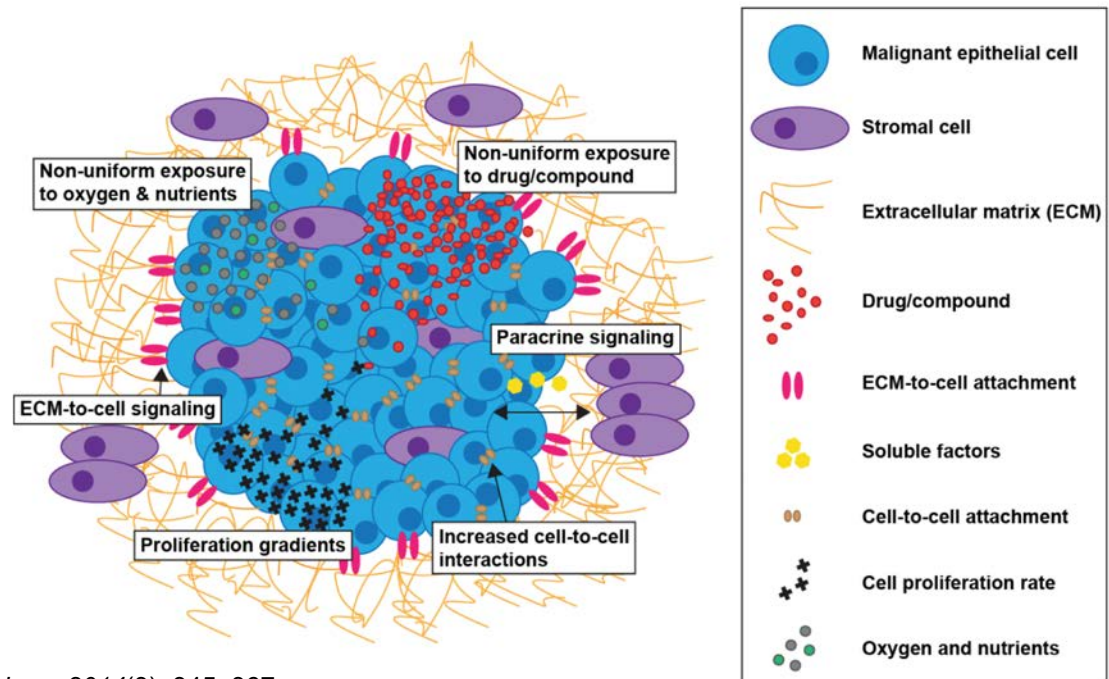 Non-uniform exposure
to oxygen & nutrients
Non-uniform exposure
to drug/compound
Paracrine signaling
ECM-to-cell signaling
Proliferation gradients
Increased cell-to-cell
interactions
Malignant epithelial cell
Stromal cell
Extracellular matrix (ECM)
Drug/compound
ECM-to-cell attachment
Soluble factors
Cell-to-cell attachment
Cell proliferation rate
Oxygen and nutrients